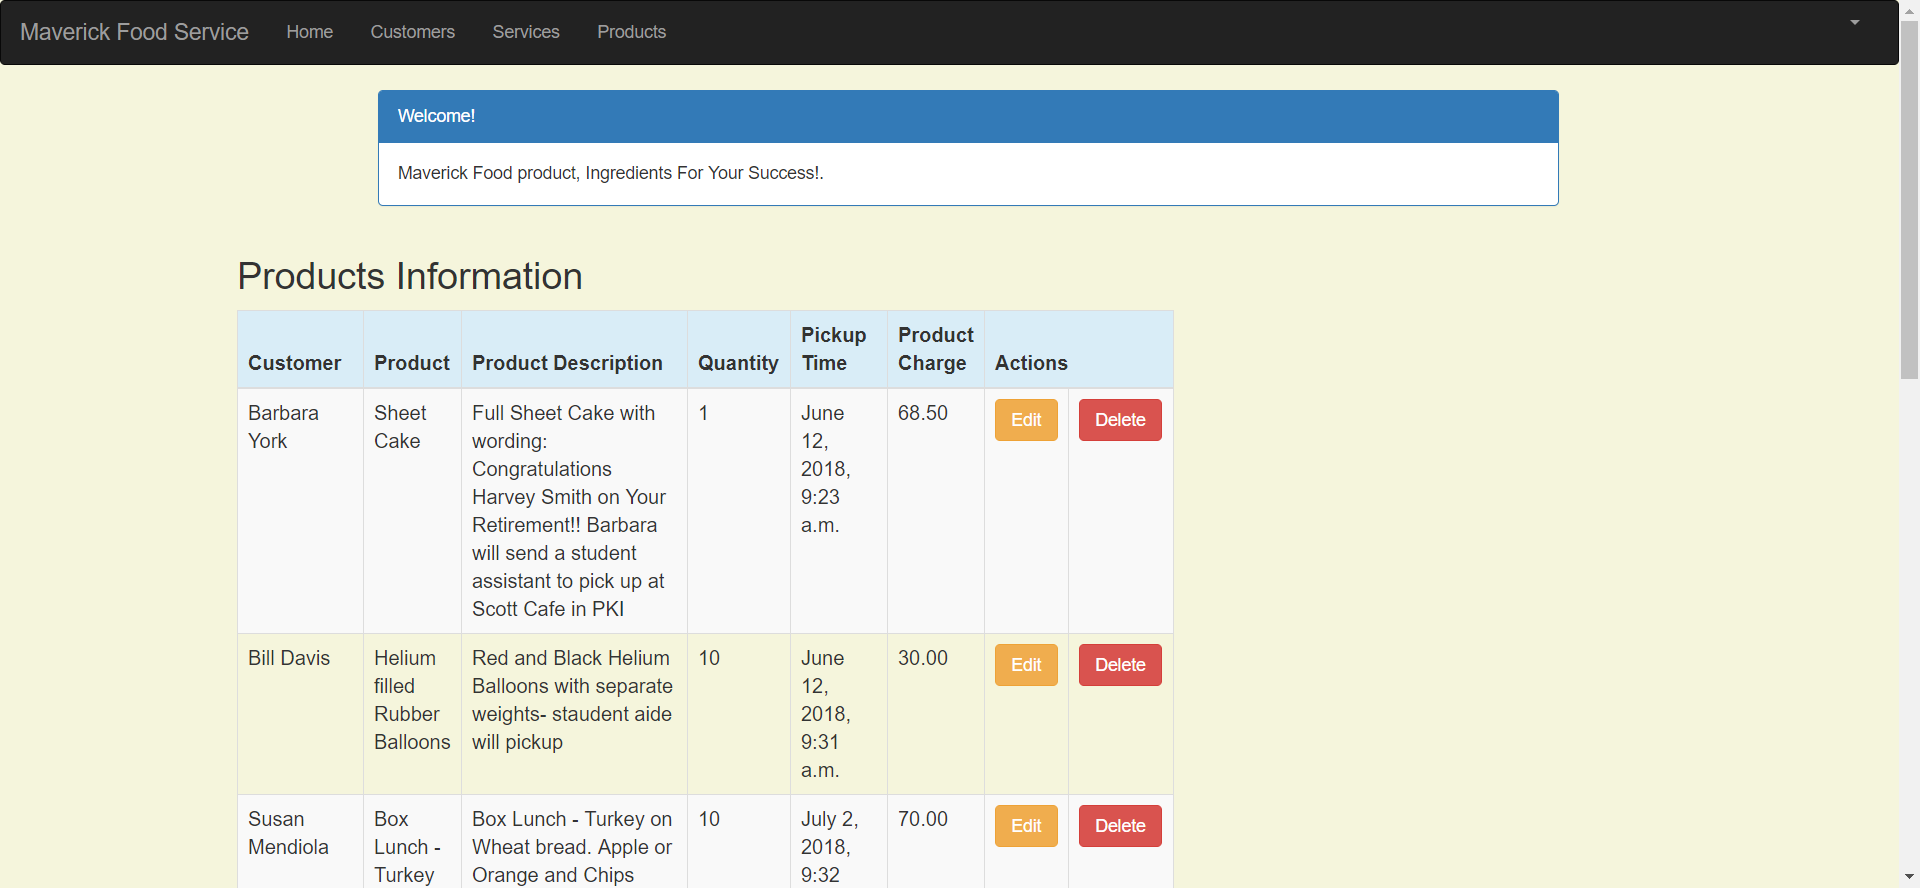 Maverick Food Service Home Customers Services Products
Welcome!
Maverick Food product, Ingredients For Your Success!.
Products Information
Customer Product Product Description Quantity Pickup Time Product Charge Actions
Barbara York
Sheet Cake
Full Sheet Cake with
wording:
Congratulations
Harvey Smith on Your
Retirement!! Barbara
will send a student
assistant to pick up at
Scott Cafe in PKI
1
June
12,
2018,
9:23
a.m.
68.50
Edit
Delete
Bill Davis
Helium
filled
Rubber
Balloons
Red and Black Helium
Balloons with separate
weights- staudent aide
will pickup
10
June
12,
2018,
9:31
a.m.
30.00
Edit
Delete
Susan
Mendiola
Box
Lunch -
Turkey
Box Lunch - Turkey on
Wheat bread. Apple or
Orange and Chips
10
July 2,
2018,
9:32
70.00
Edit
Delete